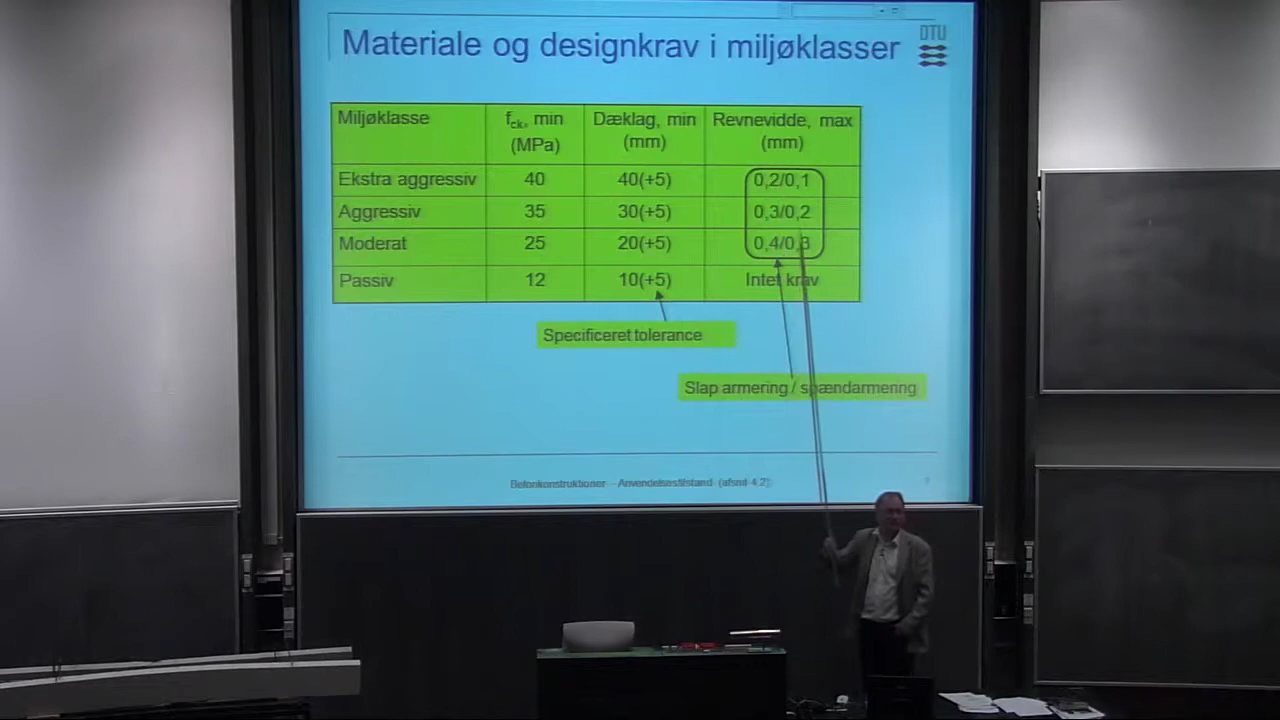 Materiale og designkrav i miljøklasser
DTU
Miljøklasse
fck, min
(MPa)
Dæklag, min
(mm)
Revnevidde, max
(mm)
Ekstra aggressiv 40 40(+5) 0,2/0,1
Aggressiv 35 30(+5) 0,3/0,2
Moderat 25 20(+5) 0,4/0,3
Passiv 12 10(+5) Intet krav
Specificeret tolerance
Slap armering / spændarmering
Betonkonstruktioner - Anvendelsestilstand (afsnit 4.2)